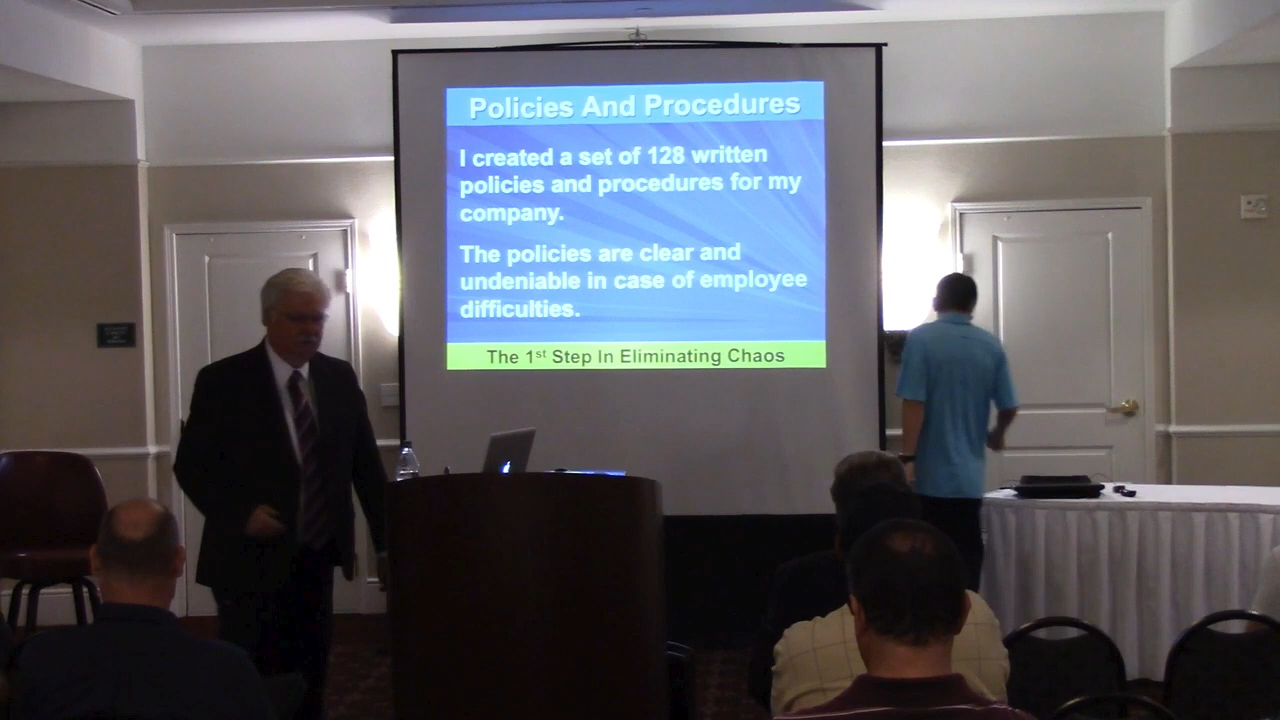 Policies And Procedures
I created a set of 128 written
policies and procedures for my
company.
The policies are clear and
undeniable in case of employee
difficulties.
The 1st Step In Eliminating Chaos